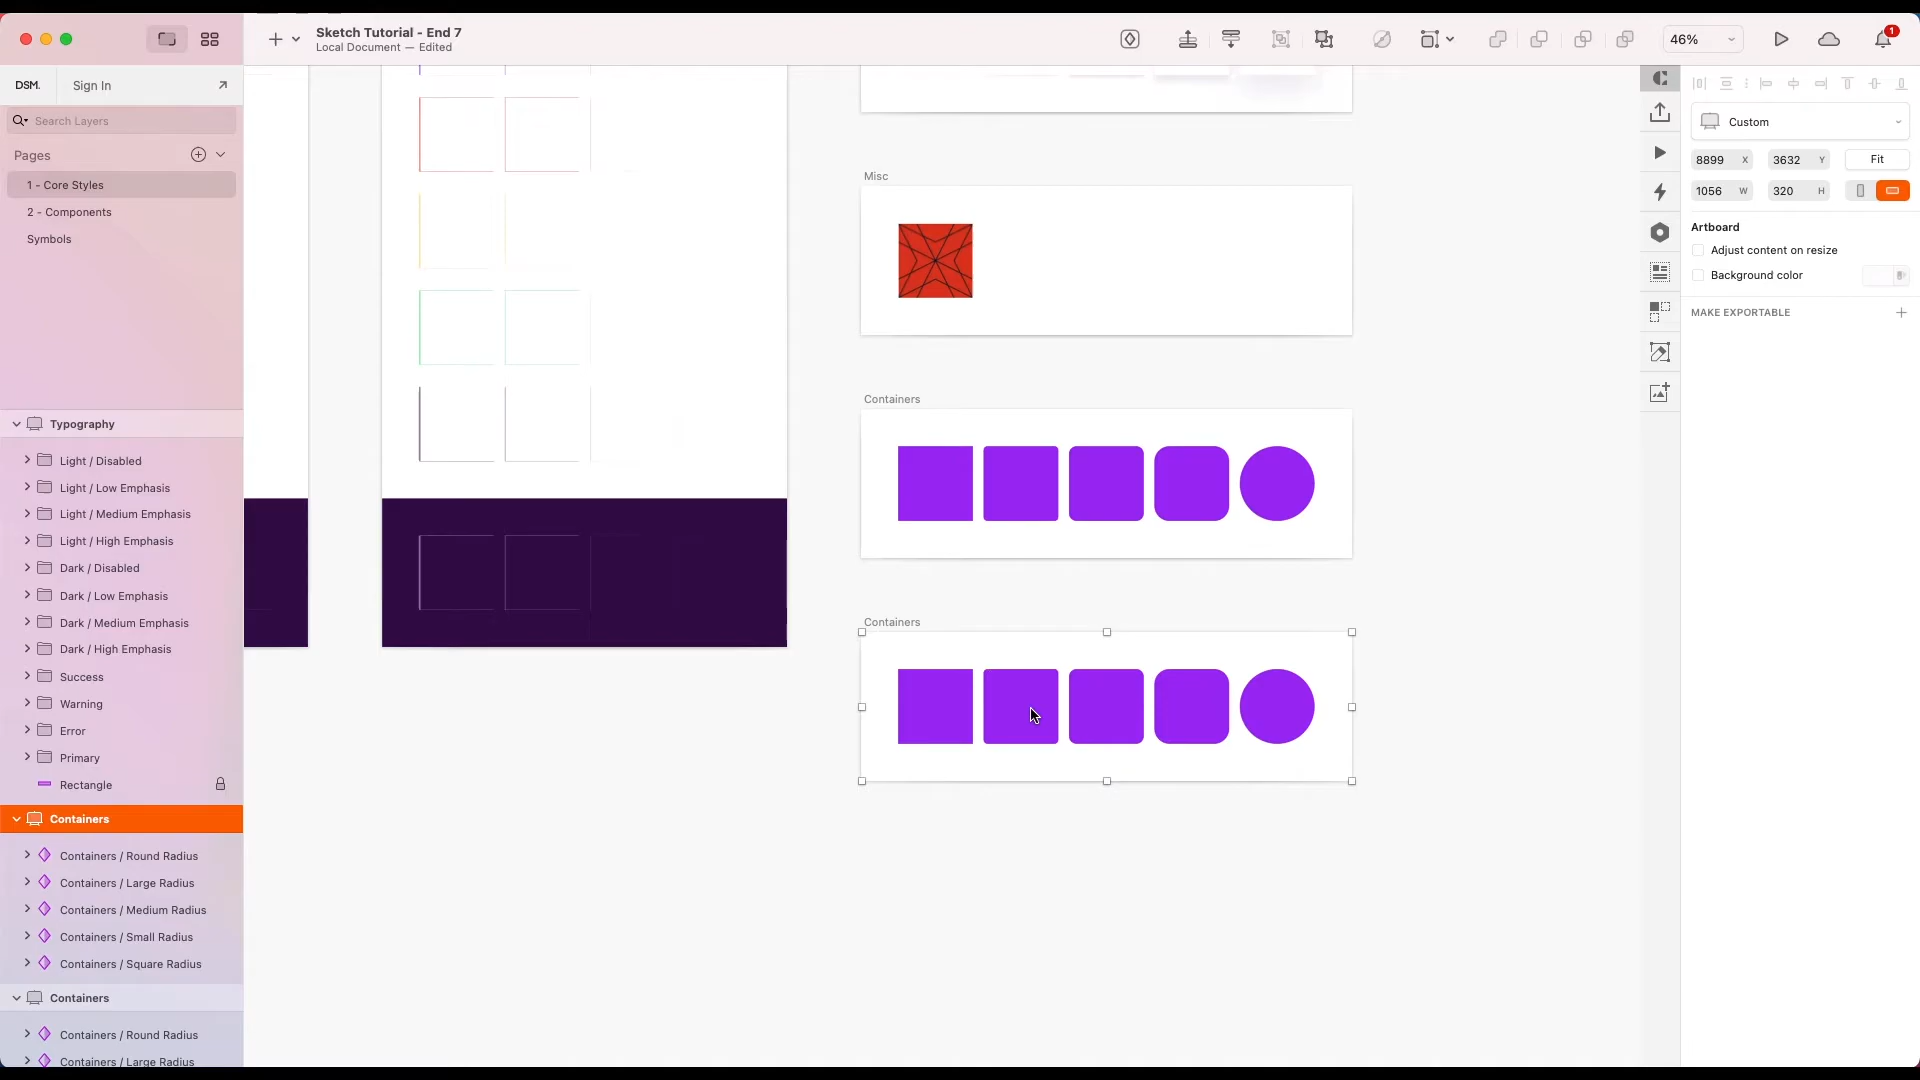 Sketch Tutorial - End 7
Local Document — Edited
46%
1
DSM.
Sign In
Search Layers
Pages
1 - Core Styles
2 - Components
Symbols
Typography
Light / Disabled
Light / Low Emphasis
Light / Medium Emphasis
Light / High Emphasis
Dark / Disabled
Dark / Low Emphasis
Dark / Medium Emphasis
Dark / High Emphasis
Success
Warning
Error
Primary
Rectangle
Containers
Containers / Round Radius
Containers / Large Radius
Containers / Medium Radius
Containers / Small Radius
Containers / Square Radius
Containers
Containers / Round Radius
Containers / Large Radius
Misc
Containers
Containers
Custom
8899 X 3632 Y Fit
1056 W 320 H
Artboard
Adjust content on resize
Background color
MAKE EXPORTABLE